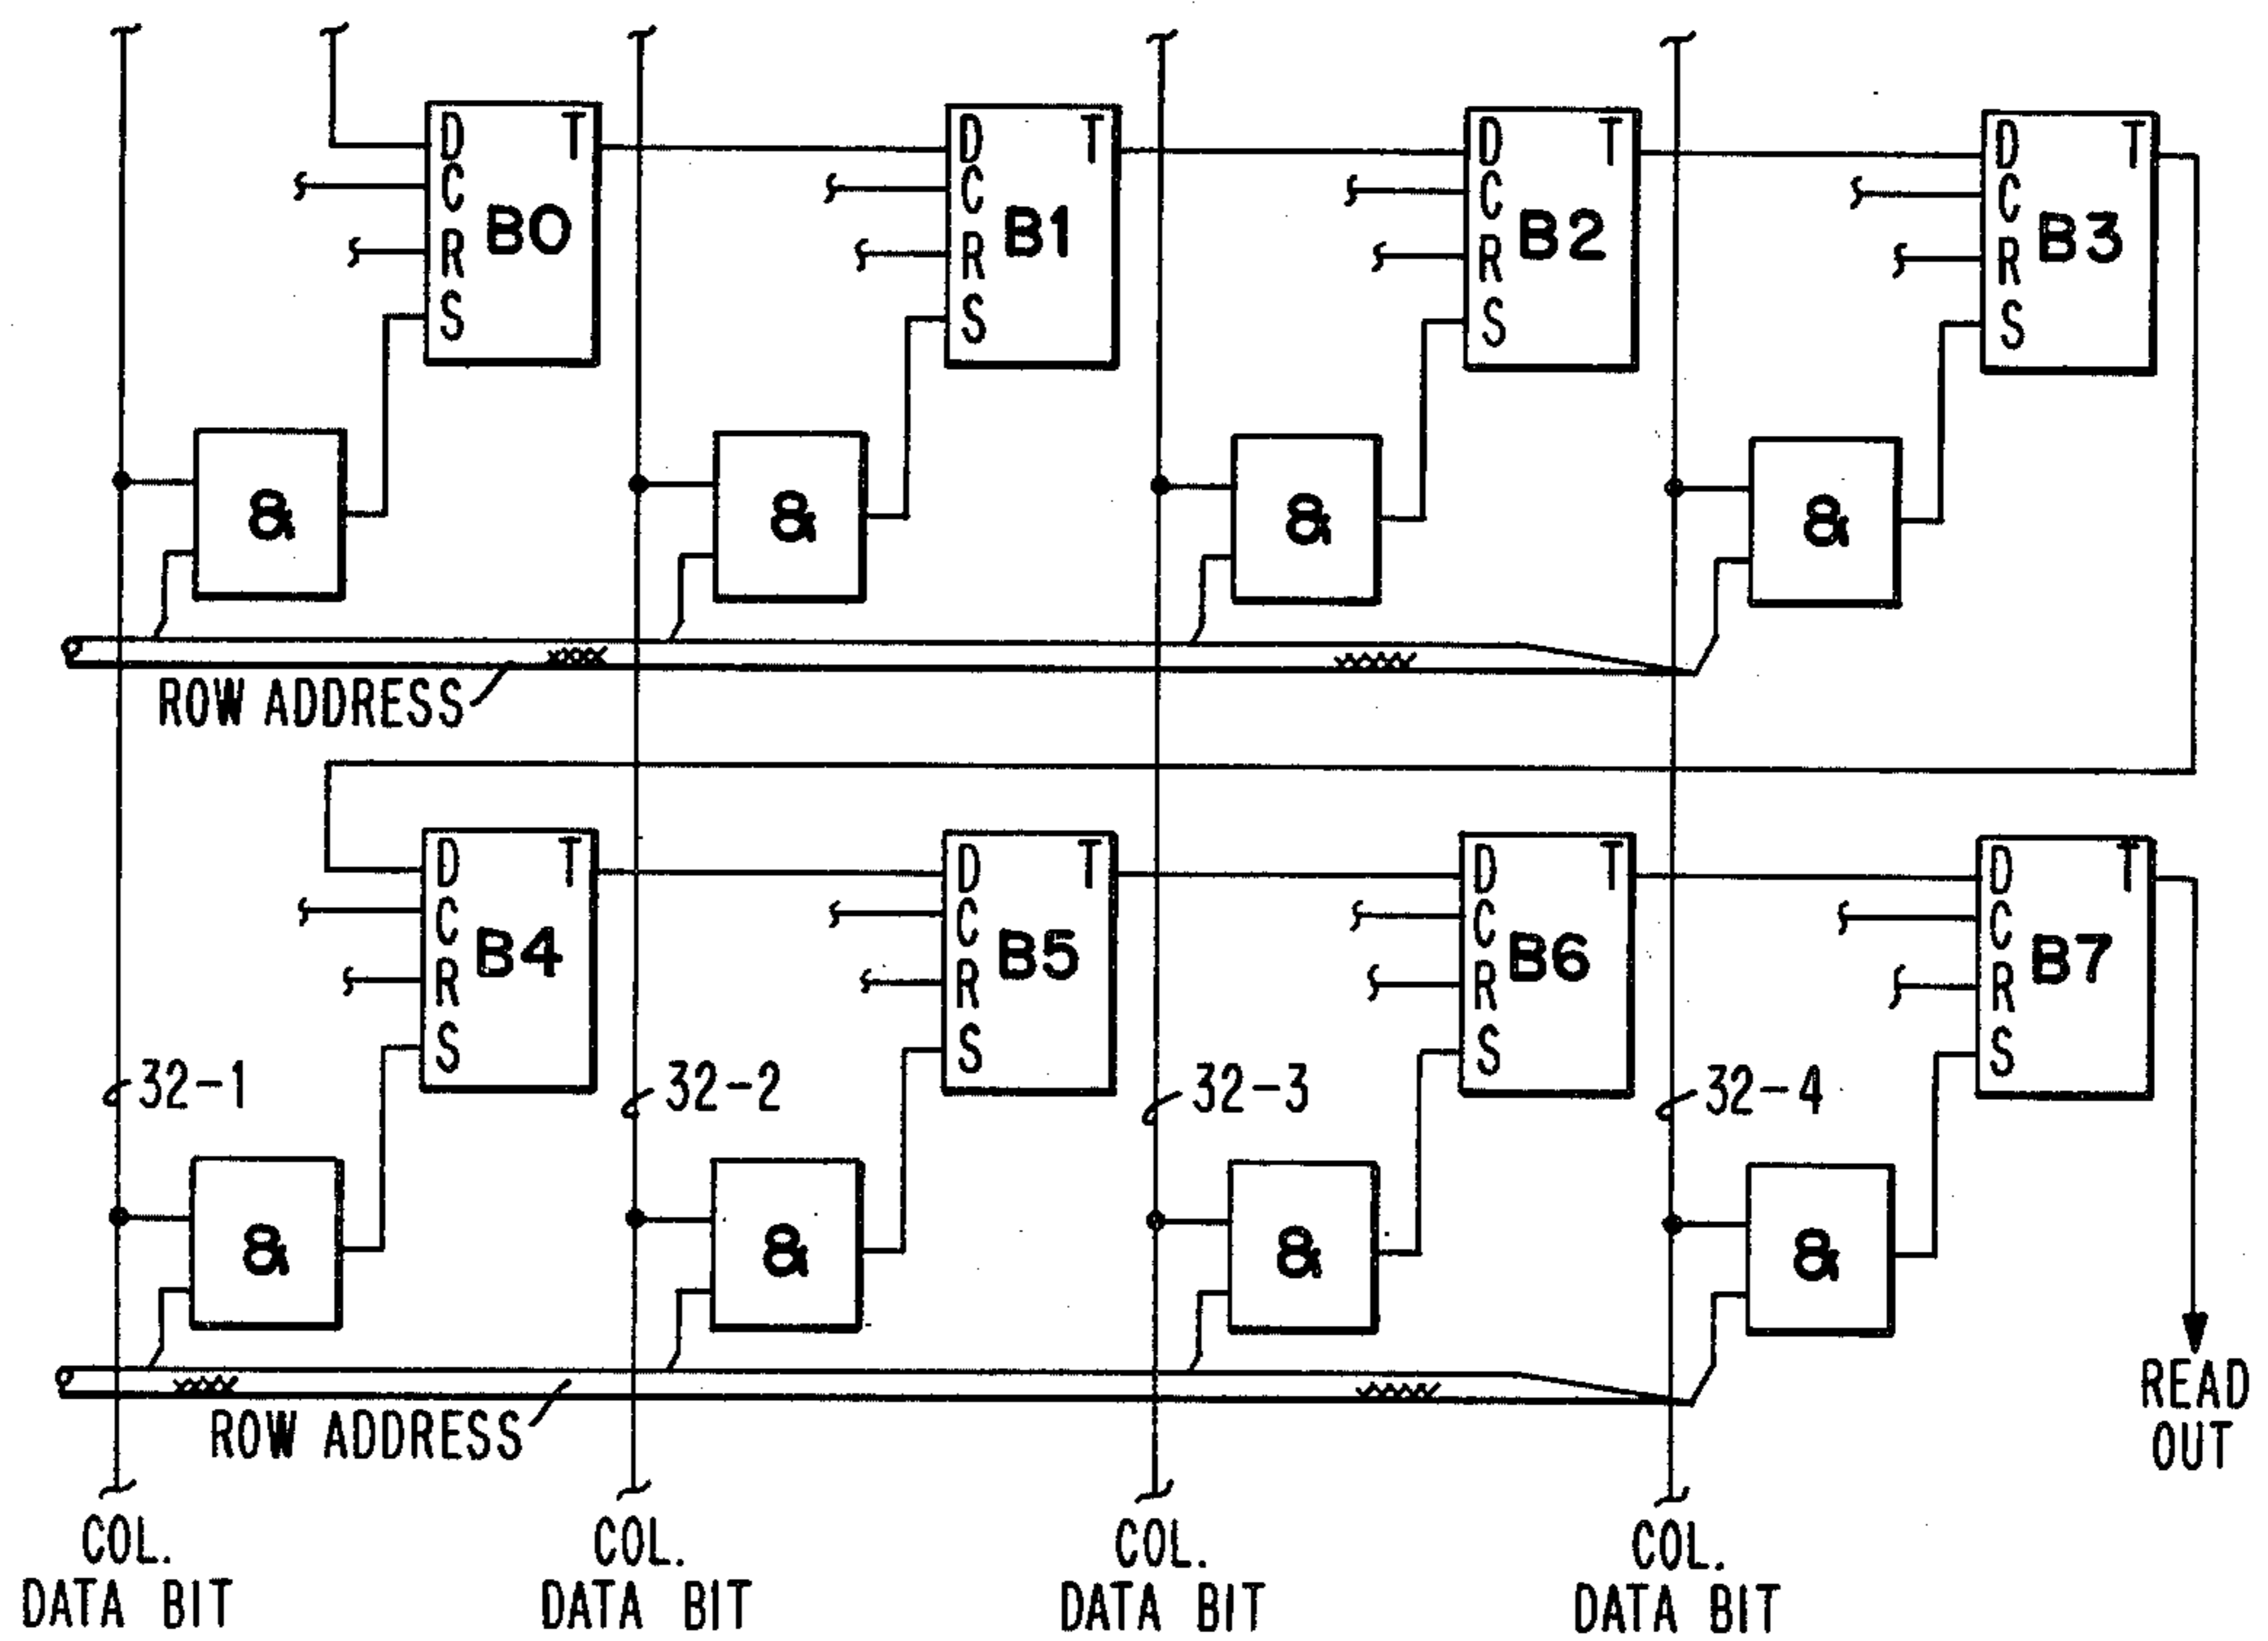 D T D T D T D T
C C C C
B0 B1 B2 B3
R R R R
S S S S
& & & &
ROW ADDRESS
D T D T D T D T
C C C C
B4 B5 B6 B7
R R R R
S S S S
32-1 32-2 32-3 32-4
& & & &
ROW ADDRESS
READ
OUT
COL. COL. COL. COL.
DATA BIT DATA BIT DATA BIT DATA BIT